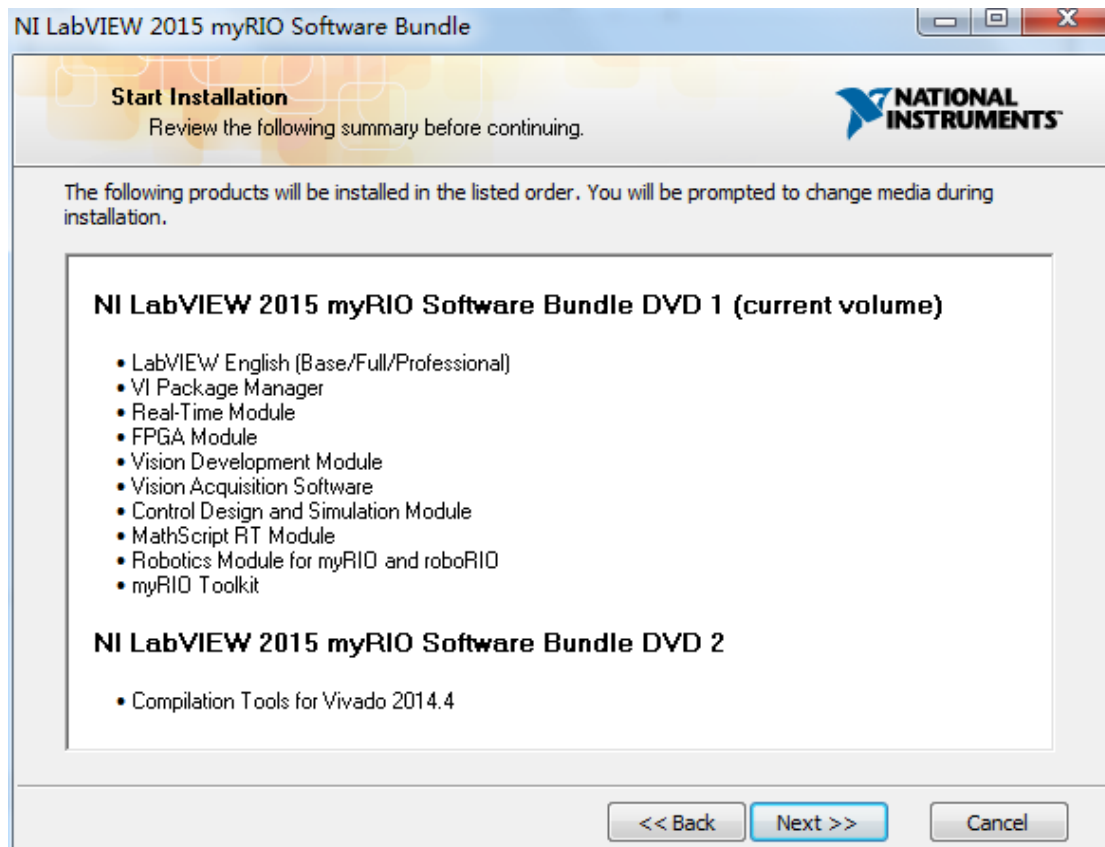 NI LabVIEW 2015 myRIO Software Bundle
Start Installation
Review the following summary before continuing.
NATIONAL
INSTRUMENTS™
The following products will be installed in the listed order. You will be prompted to change media during
installation.
NI LabVIEW 2015 myRIO Software Bundle DVD 1 (current volume)
• LabVIEW English (Base/Full/Professional)
• VI Package Manager
• Real-Time Module
• FPGA Module
• Vision Development Module
• Vision Acquisition Software
• Control Design and Simulation Module
• MathScript RT Module
• Robotics Module for myRIO and roboRIO
• myRIO Toolkit
NI LabVIEW 2015 myRIO Software Bundle DVD 2
• Compilation Tools for Vivado 2014.4
<< Back
Next >>
Cancel